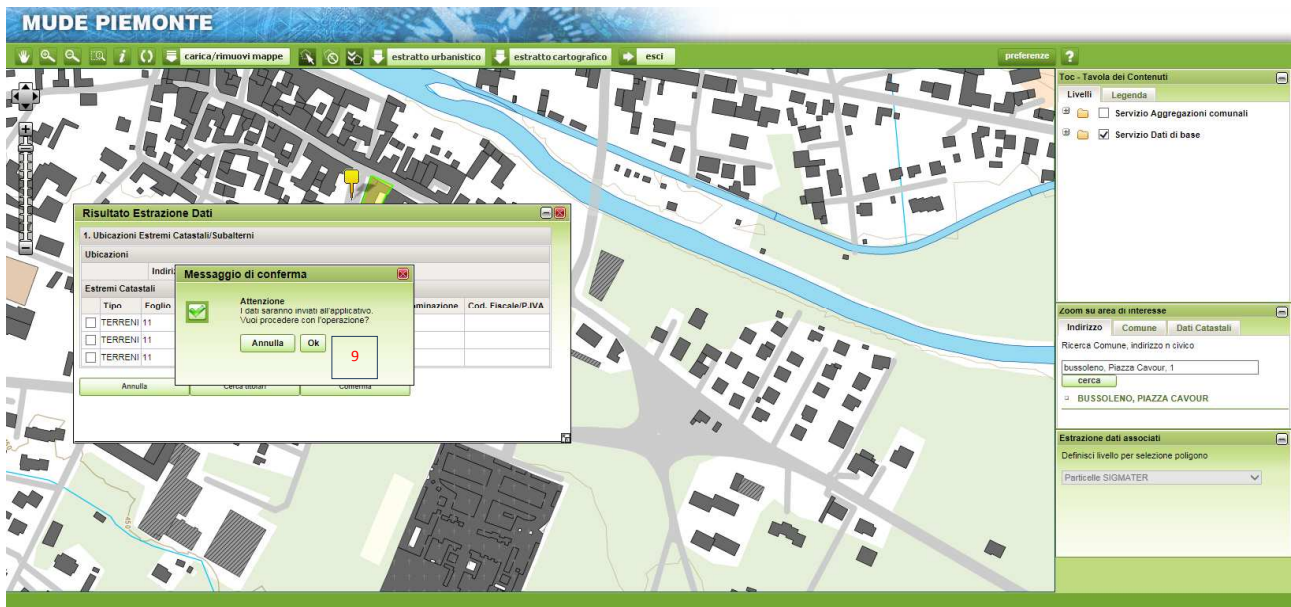 MUDE PIEMONTE
carica/rimuovi mappe estratto urbanistico estratto cartografico esci preferenze ?
Toc - Tavola dei Contenuti
Livelli Legenda
Servizio Aggregazioni comunali
Servizio Dati di base
Risultato Estrazione Dati
1. Ubicazioni Estremi Catastali/Subalterni
Ubicazioni
Messaggio di conferma
Estremi Catastali
Tipo Foglio Cod. Fiscale/P.IVA
Attenzione
I dati saranno inviati all'applicativo.
Vuoi procedere con l'operazione?
TERRENI 11
TERRENI 11
TERRENI 11
Annulla Ok
9
Annulla Cerca titolari Conferma
Zoom su area di interesse
Indirizzo Comune Dati Catastali
Ricerca Comune, indirizzo n civico
bussoleno, Piazza Cavour, 1
cerca
BUSSOLENO, PIAZZA CAVOUR
Estrazione dati associati
Definisci livello per selezione poligono
Particelle SIGMATER
450